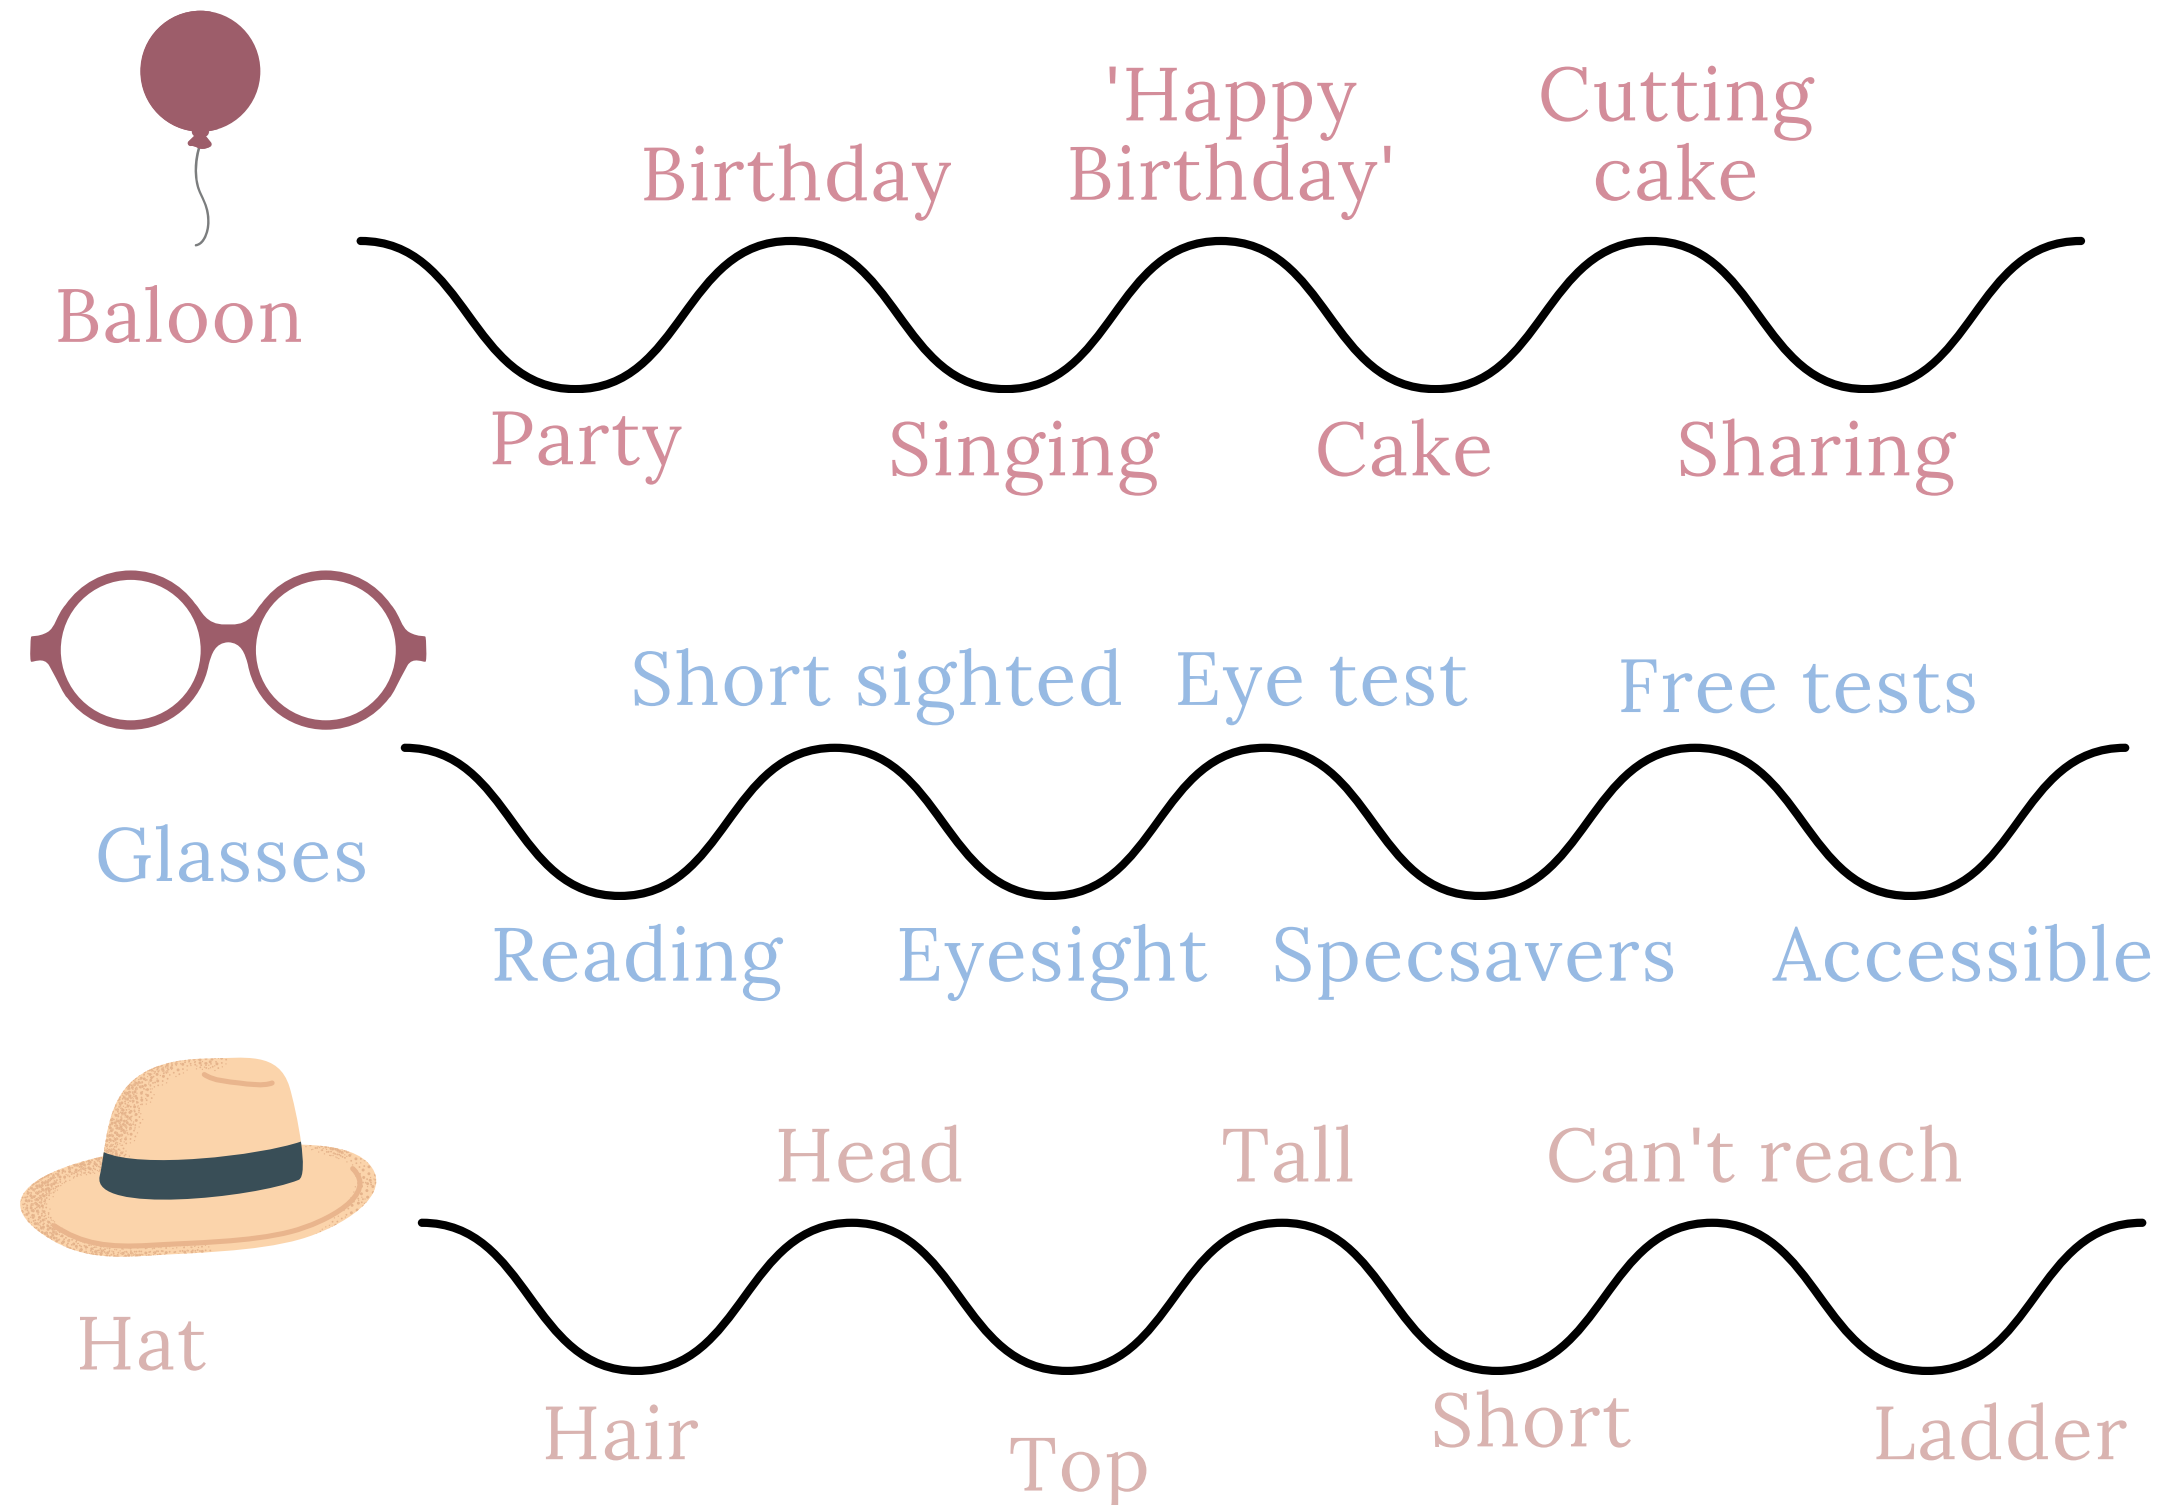 'Happy
Birthday'
Cutting
cake
Birthday
Baloon
Party
Singing
Cake
Sharing
Short sighted
Eye test
Free tests
Glasses
Reading
Eyesight
Specsavers
Accessible
Head
Tall
Can't reach
Hat
Hair
Top
Short
Ladder